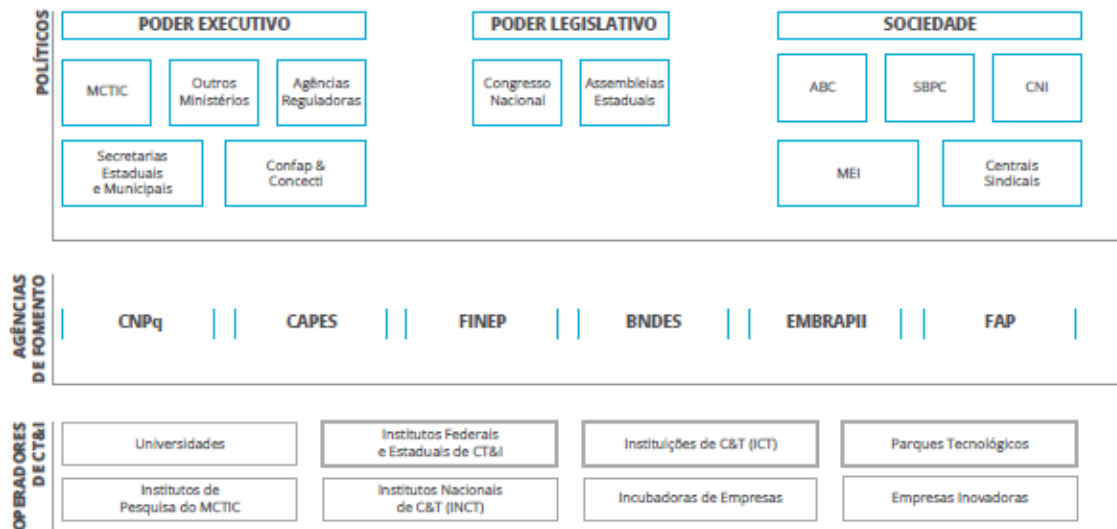 POLÍTICOS
PODER EXECUTIVO
PODER LEGISLATIVO
SOCIEDADE
MCTIC
Outros
Ministérios
Agências
Reguladoras
Congresso
Nacional
Assembleias
Estaduais
ABC
SBPC
CNI
Secretarias
Estaduais
e Municipais
Confap &
Concecti
MEI
Centrais
Sindicais
AGÊNCIAS
DE FOMENTO
CNPq
CAPES
FINEP
BNDES
EMBRAPII
FAP
OPERADORES
DE CT&I
Universidades
Institutos Federais
e Estaduais de CT&I
Instituições de C&T (ICT)
Parques Tecnológicos
Institutos de
Pesquisa do MCTIC
Institutos Nacionais
de C&T (INCT)
Incubadoras de Empresas
Empresas Inovadoras